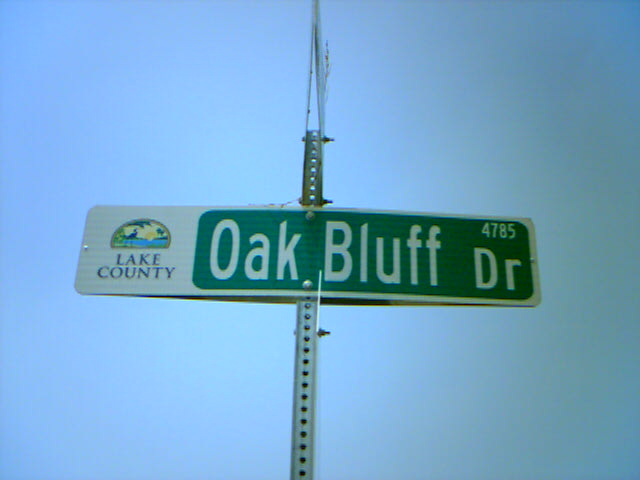 LAKE
COUNTY
Oak Bluff Dr
4785